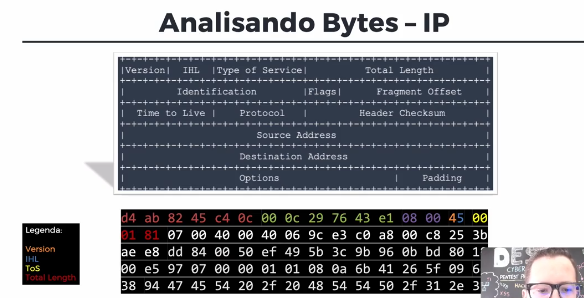 Analisando Bytes – IP
|Version| IHL |Type of Service| Total Length |
| Identification |Flags| Fragment Offset |
| Time to Live | Protocol | Header Checksum |
| Source Address |
| Destination Address |
| Options | Padding |
d4 ab 82 45 c4 0c 00 0c 29 76 43 e1 08 00 45 00
01 81 07 00 40 00 40 06 9c e3 c0 a8 00 c8 25 3b
ae e8 dd 84 00 50 ef 49 5b 3c 9b 96 0b bd 80 1
00 e5 97 07 00 00 01 01 08 0a 6b 41 26 5f 09 6
38 94 47 45 54 20 2f 20 48 54 54 50 2f 31 2e 3
Legenda:
Version
IHL
ToS
Total Length
DES
CYBER
PENTEST